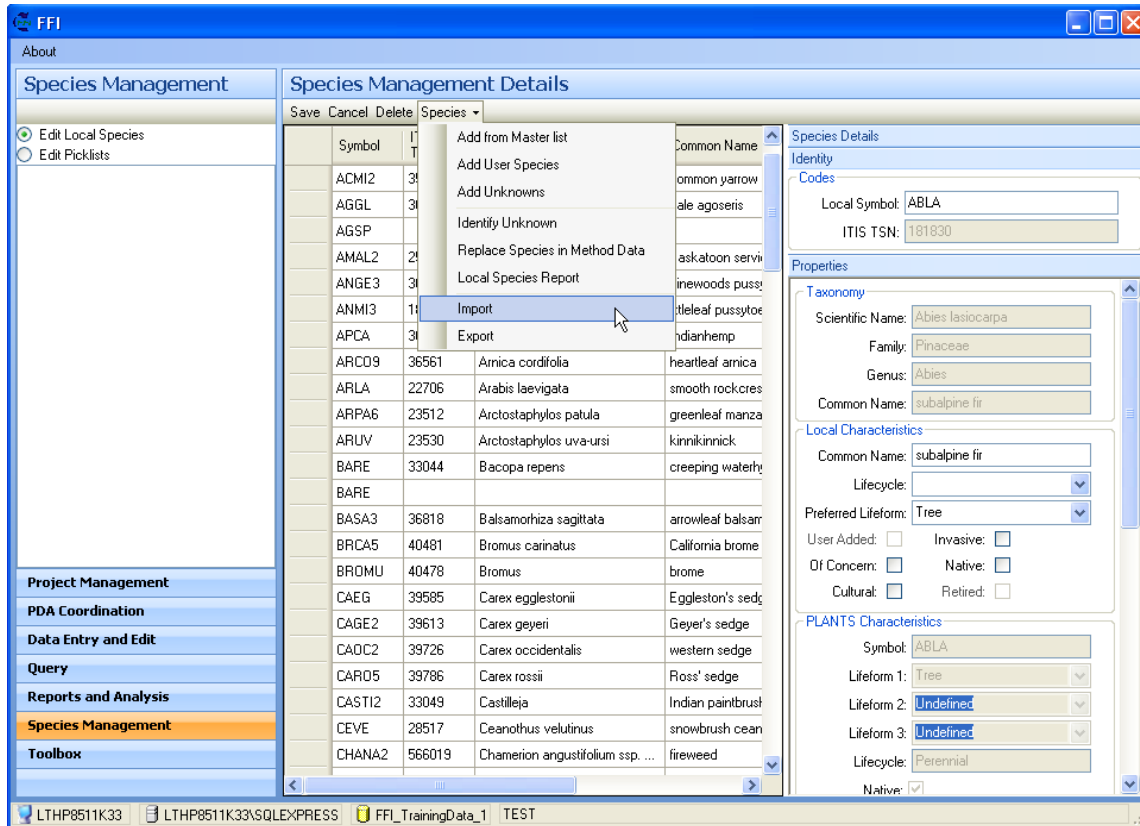 FFI
About
Species Management
Species Management Details
Save Cancel Delete Species
Edit Local Species
Edit Picklists
Add from Master list
Add User Species
Add Unknowns
Identify Unknown
Replace Species in Method Data
Local Species Report
Import
Export
Symbol Common Name
ACMI2 ommon yarrow
AGGL ale agoseris
AGSP
AMAL2 askatoon servi
ANGE3 inewoods pussy
ANMI3 ttleleaf pussytoe
APCA ndianhemp
ARCO9 36561 Arnica cordifolia heartleaf arnica
ARLA 22706 Arabis laevigata smooth rockcres
ARPA6 23512 Arctostaphylos patula greenleaf manza
ARUV 23530 Arctostaphylos uva-ursi kinnikinnick
BARE 33044 Bacopa repens creeping waterhy
BARE
BASA3 36818 Balsamorhiza sagittata arrowleaf balsam
BRCA5 40481 Bromus carinatus California brome
BROMU 40478 Bromus brome
CAEG 39585 Carex egglestonii Eggleston's sedg
CAGE2 39613 Carex geyeri Geyer's sedge
CAOC2 39726 Carex occidentalis western sedge
CARO5 39786 Carex rossii Ross' sedge
CASTI2 33049 Castilleja Indian paintbrush
CEVE 28517 Ceanothus velutinus snowbrush cean
CHANA2 566019 Chamerion angustifolium ssp. ... fireweed
Species Details
Identity
Codes
Local Symbol: ABLA
ITIS TSN: 181830
Properties
Taxonomy
Scientific Name: Abies lasiocarpa
Family: Pinaceae
Genus: Abies
Common Name: subalpine fir
Local Characteristics
Common Name: subalpine fir
Lifecycle:
Preferred Lifeform: Tree
User Added: Invasive:
Of Concern: Native:
Cultural: Retired:
PLANTS Characteristics
Symbol: ABLA
Lifeform 1: Tree
Lifeform 2: Undefined
Lifeform 3: Undefined
Lifecycle: Perennial
Native:
Project Management
PDA Coordination
Data Entry and Edit
Query
Reports and Analysis
Species Management
Toolbox
LTHP8511K33 LTHP8511K33\SQLEXPRESS FFI_TrainingData_1 TEST